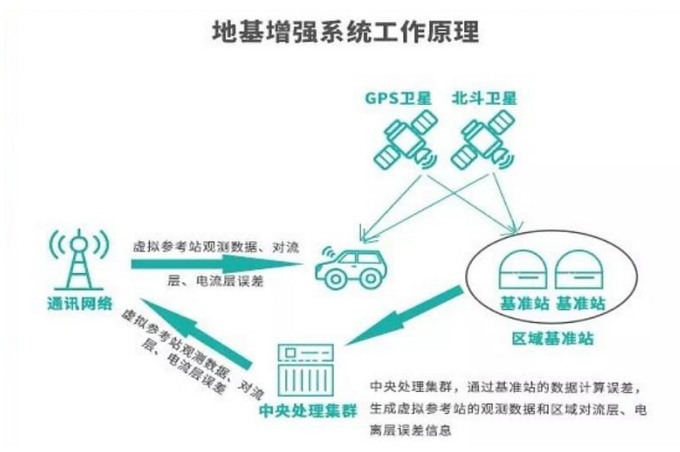 地基增强系统工作原理
GPS卫星 北斗卫星
虚拟参考站观测数据、对流
层、电流层误差
通讯网络
基准站 基准站
区域基准站
虚拟参考站观测数据、对流
层、电流层误差
中央处理集群
中央处理集群，通过基准站的数据计算误差，
生成虚拟参考站的观测数据和区域对流层、电
离层误差信息